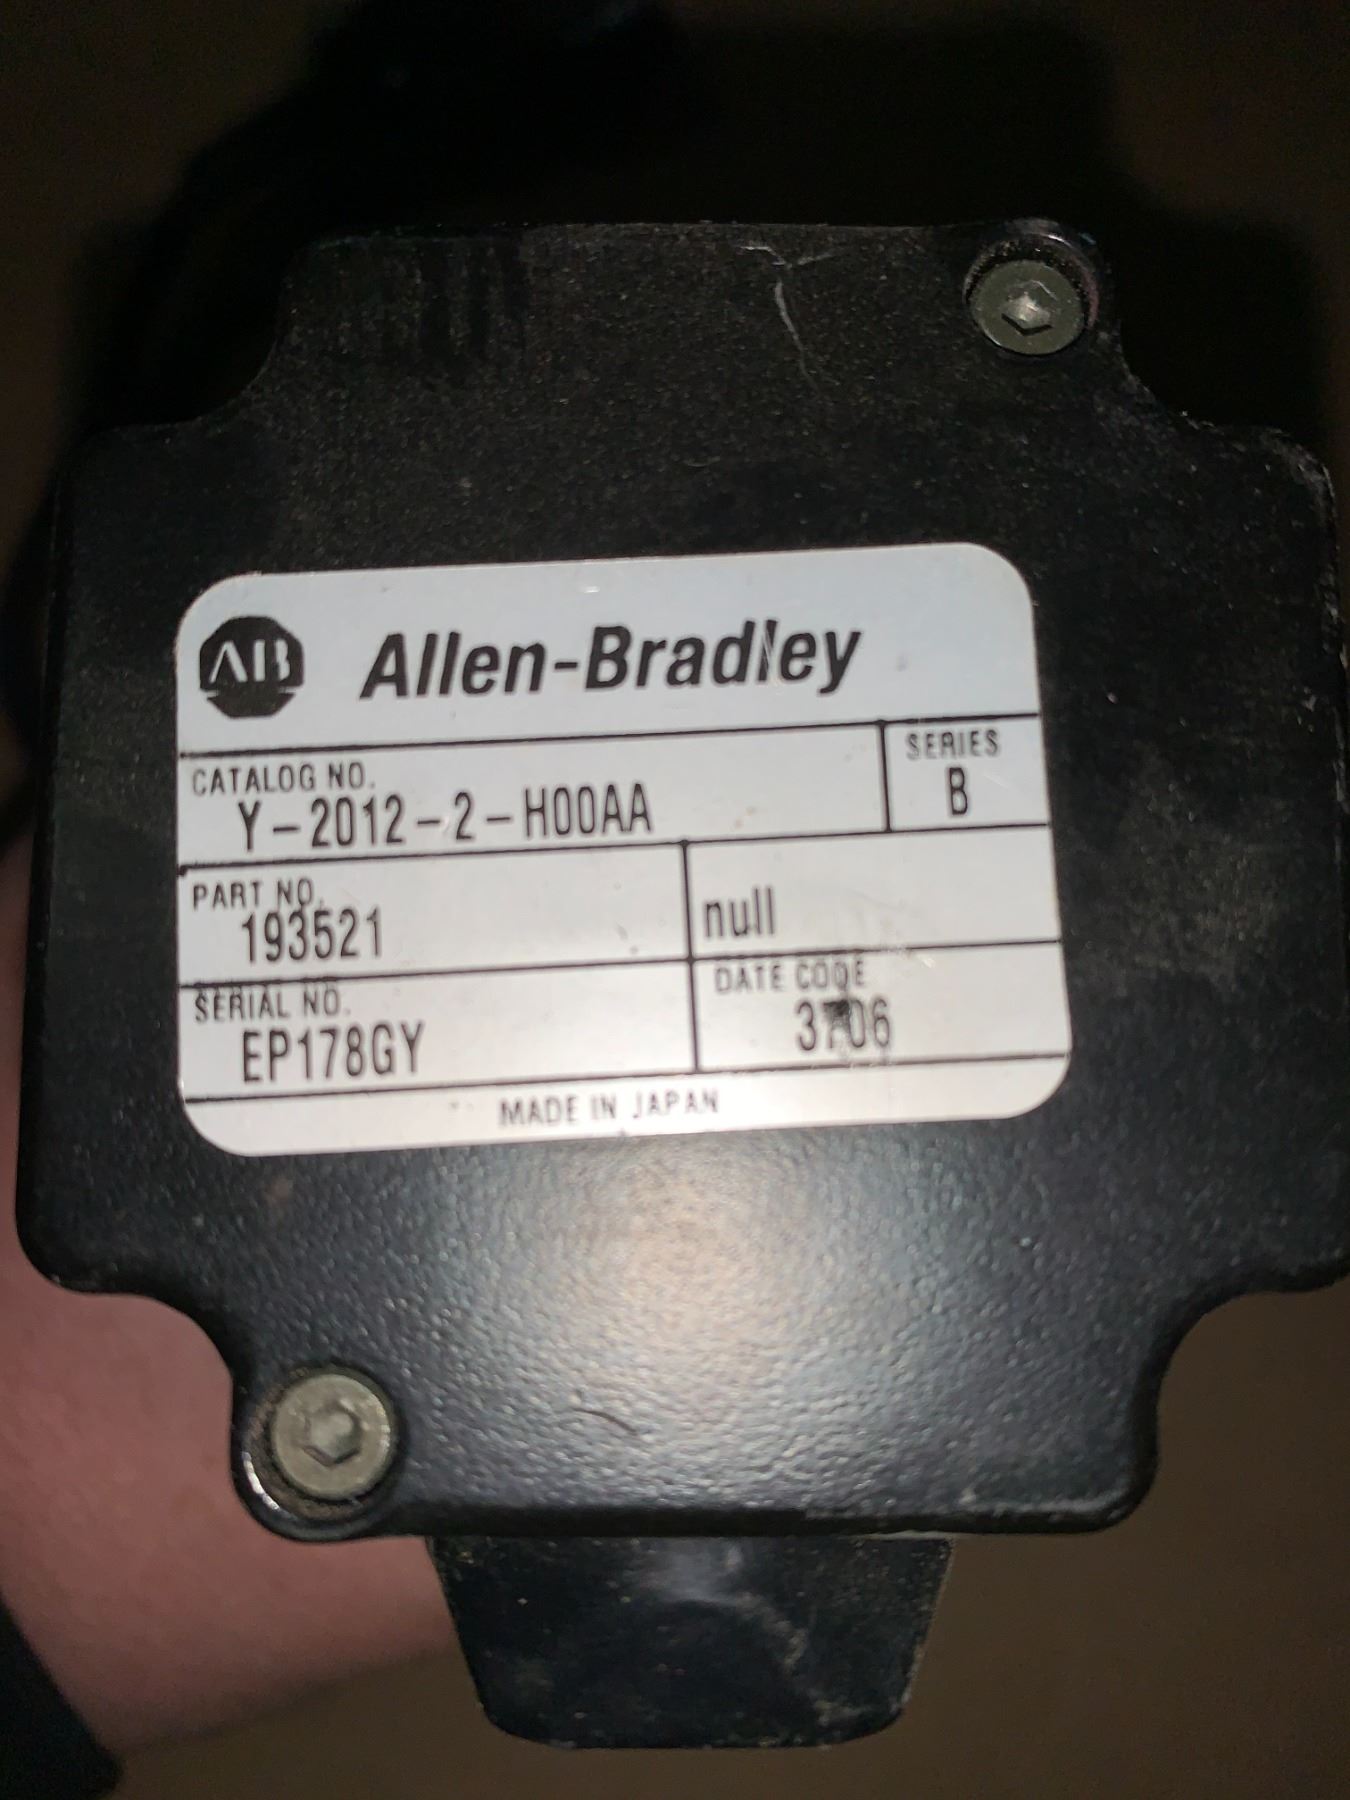 AB Allen-Bradley
CATALOG NO.
Y-2012-2-H00AA
SERIES
B
PART NO.
193521
null
SERIAL NO.
EP178GY
DATE CODE
3706
MADE IN JAPAN